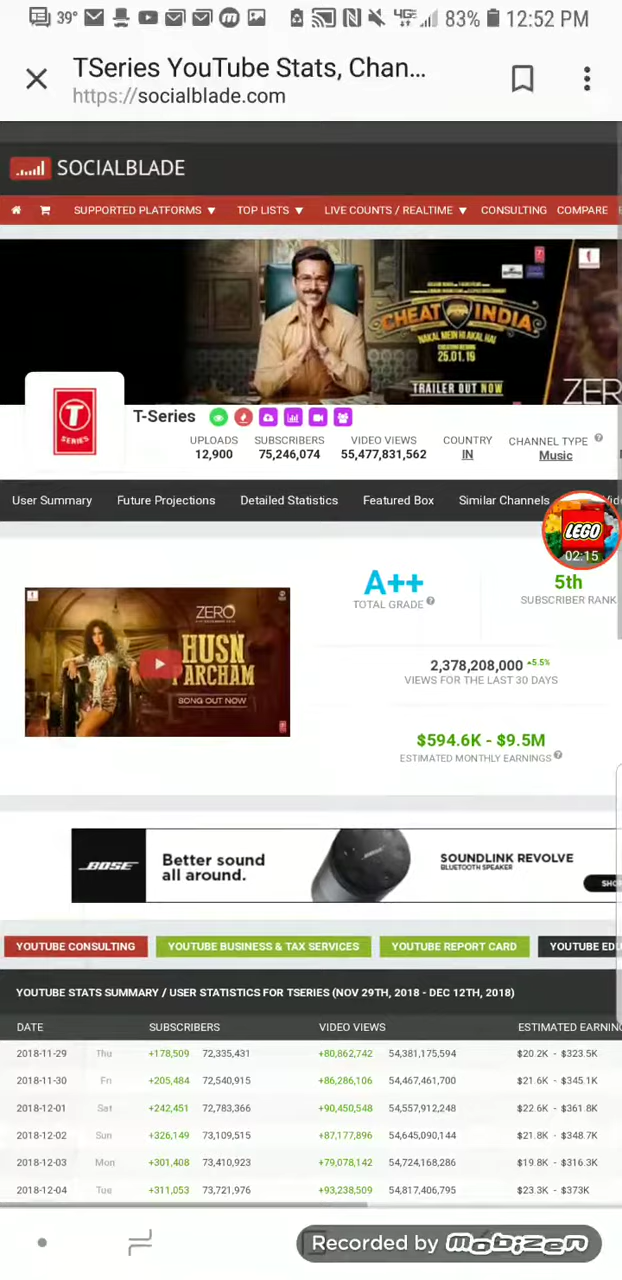 39° 4G 83% 12:52 PM
TSeries YouTube Stats, Chan...
https://socialblade.com
SOCIALBLADE
SUPPORTED PLATFORMS TOP LISTS LIVE COUNTS / REALTIME CONSULTING COMPARE
CHEAT INDIA
NAKAL MEIN HI AKAL HAI
25.01.19
TRAILER OUT NOW
ZER
T SERIES
T-Series
UPLOADS SUBSCRIBERS VIDEO VIEWS COUNTRY CHANNEL TYPE
12,900 75,246,074 55,477,831,562 IN Music
User Summary Future Projections Detailed Statistics Featured Box Similar Channels
LEGO
02:15
A++ 5th
TOTAL GRADE SUBSCRIBER RANK
ZERO
HUSN
PARCHAM
SONG OUT NOW
2,378,208,000 5.5%
VIEWS FOR THE LAST 30 DAYS
$594.6K - $9.5M
ESTIMATED MONTHLY EARNINGS
BOSE Better sound all around. SOUNDLINK REVOLVE
BLUETOOTH SPEAKER
SHO
YOUTUBE CONSULTING YOUTUBE BUSINESS & TAX SERVICES YOUTUBE REPORT CARD YOUTUBE EDU
YOUTUBE STATS SUMMARY / USER STATISTICS FOR TSERIES (NOV 29TH, 2018 - DEC 12TH, 2018)
DATE SUBSCRIBERS VIDEO VIEWS ESTIMATED EARNIN
2018-11-29 Thu +178,509 72,335,431 +80,862,742 54,381,175,594 $20.2K - $323.5K
2018-11-30 Fri +205,484 72,540,915 +86,286,106 54,467,461,700 $21.6K - $345.1K
2018-12-01 Sat +242,451 72,783,366 +90,450,548 54,557,912,248 $22.6K - $361.8K
2018-12-02 Sun +326,149 73,109,515 +87,177,896 54,645,090,144 $21.8K - $348.7K
2018-12-03 Mon +301,408 73,410,923 +79,078,142 54,724,168,286 $19.8K - $316.3K
2018-12-04 Tue +311,053 73,721,976 +93,238,509 54,817,406,795 $23.3K - $373K
Recorded by mobizen